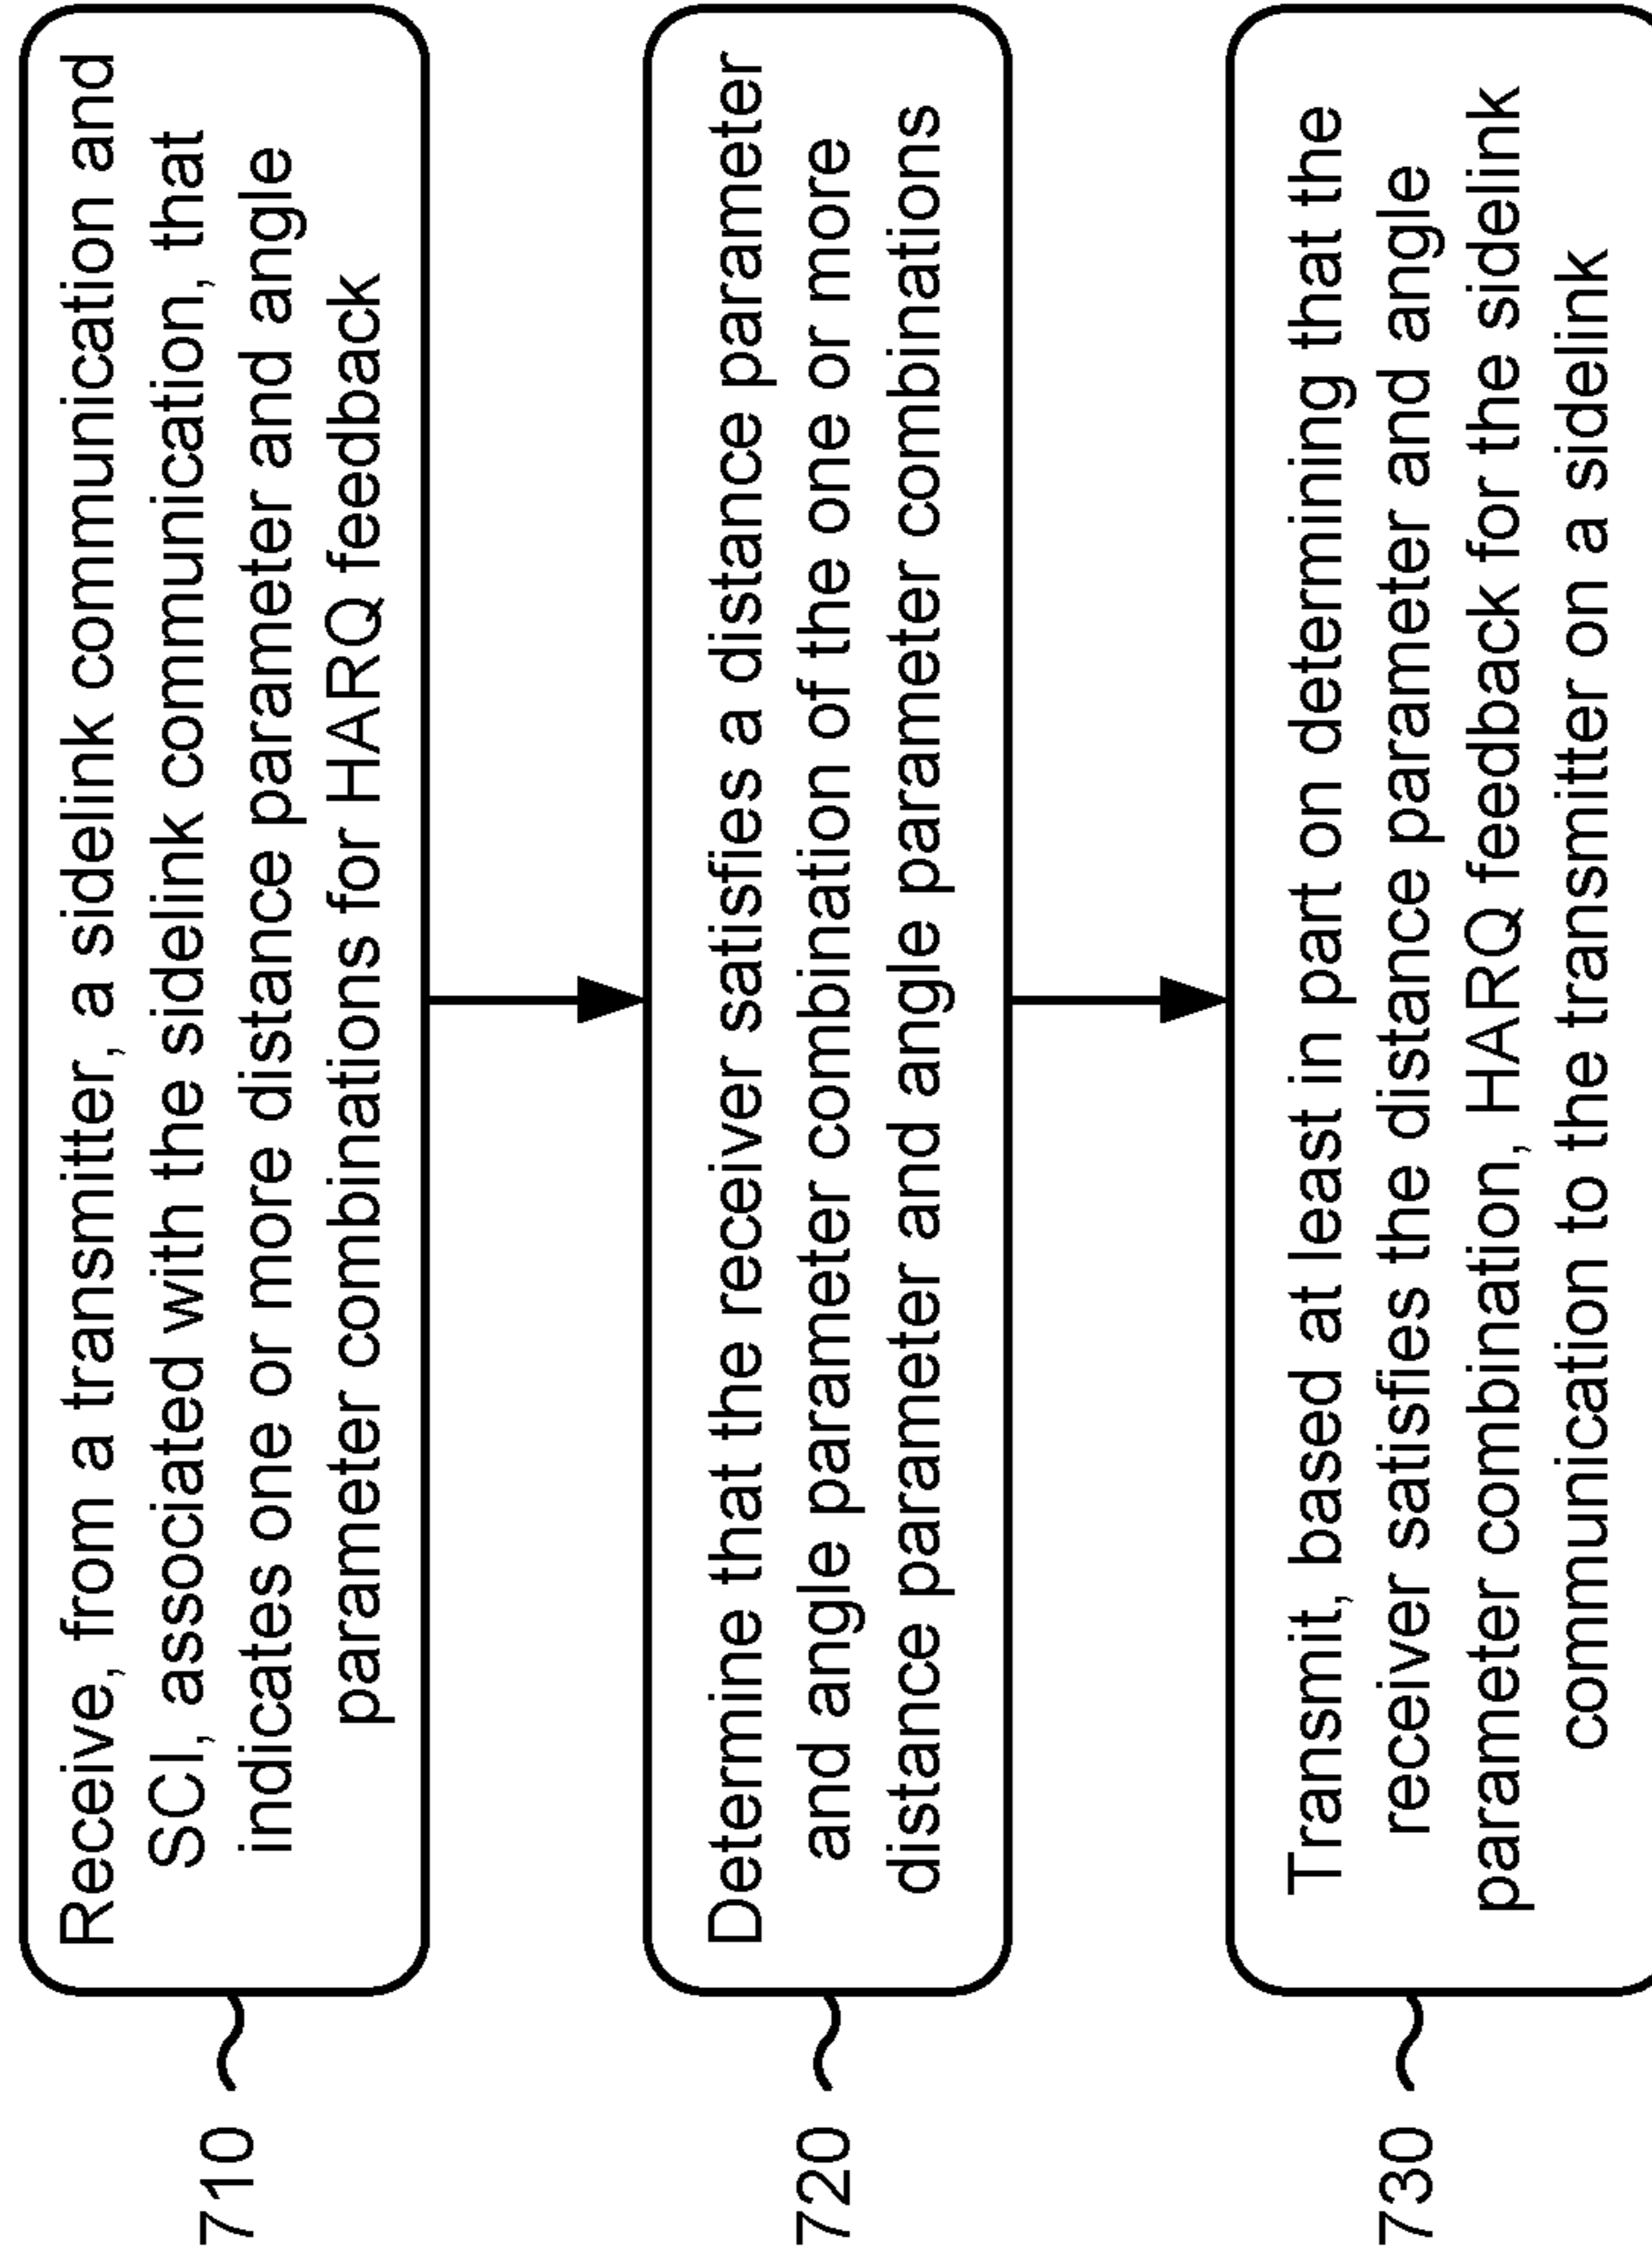 710
Receive, from a transmitter, a sidelink communication and
SCI, associated with the sidelink communication, that
indicates one or more distance parameter and angle
parameter combinations for HARQ feedback
720
Determine that the receiver satisfies a distance parameter
and angle parameter combination of the one or more
distance parameter and angle parameter combinations
730
Transmit, based at least in part on determining that the
receiver satisfies the distance parameter and angle
parameter combination, HARQ feedback for the sidelink
communication to the transmitter on a sidelink